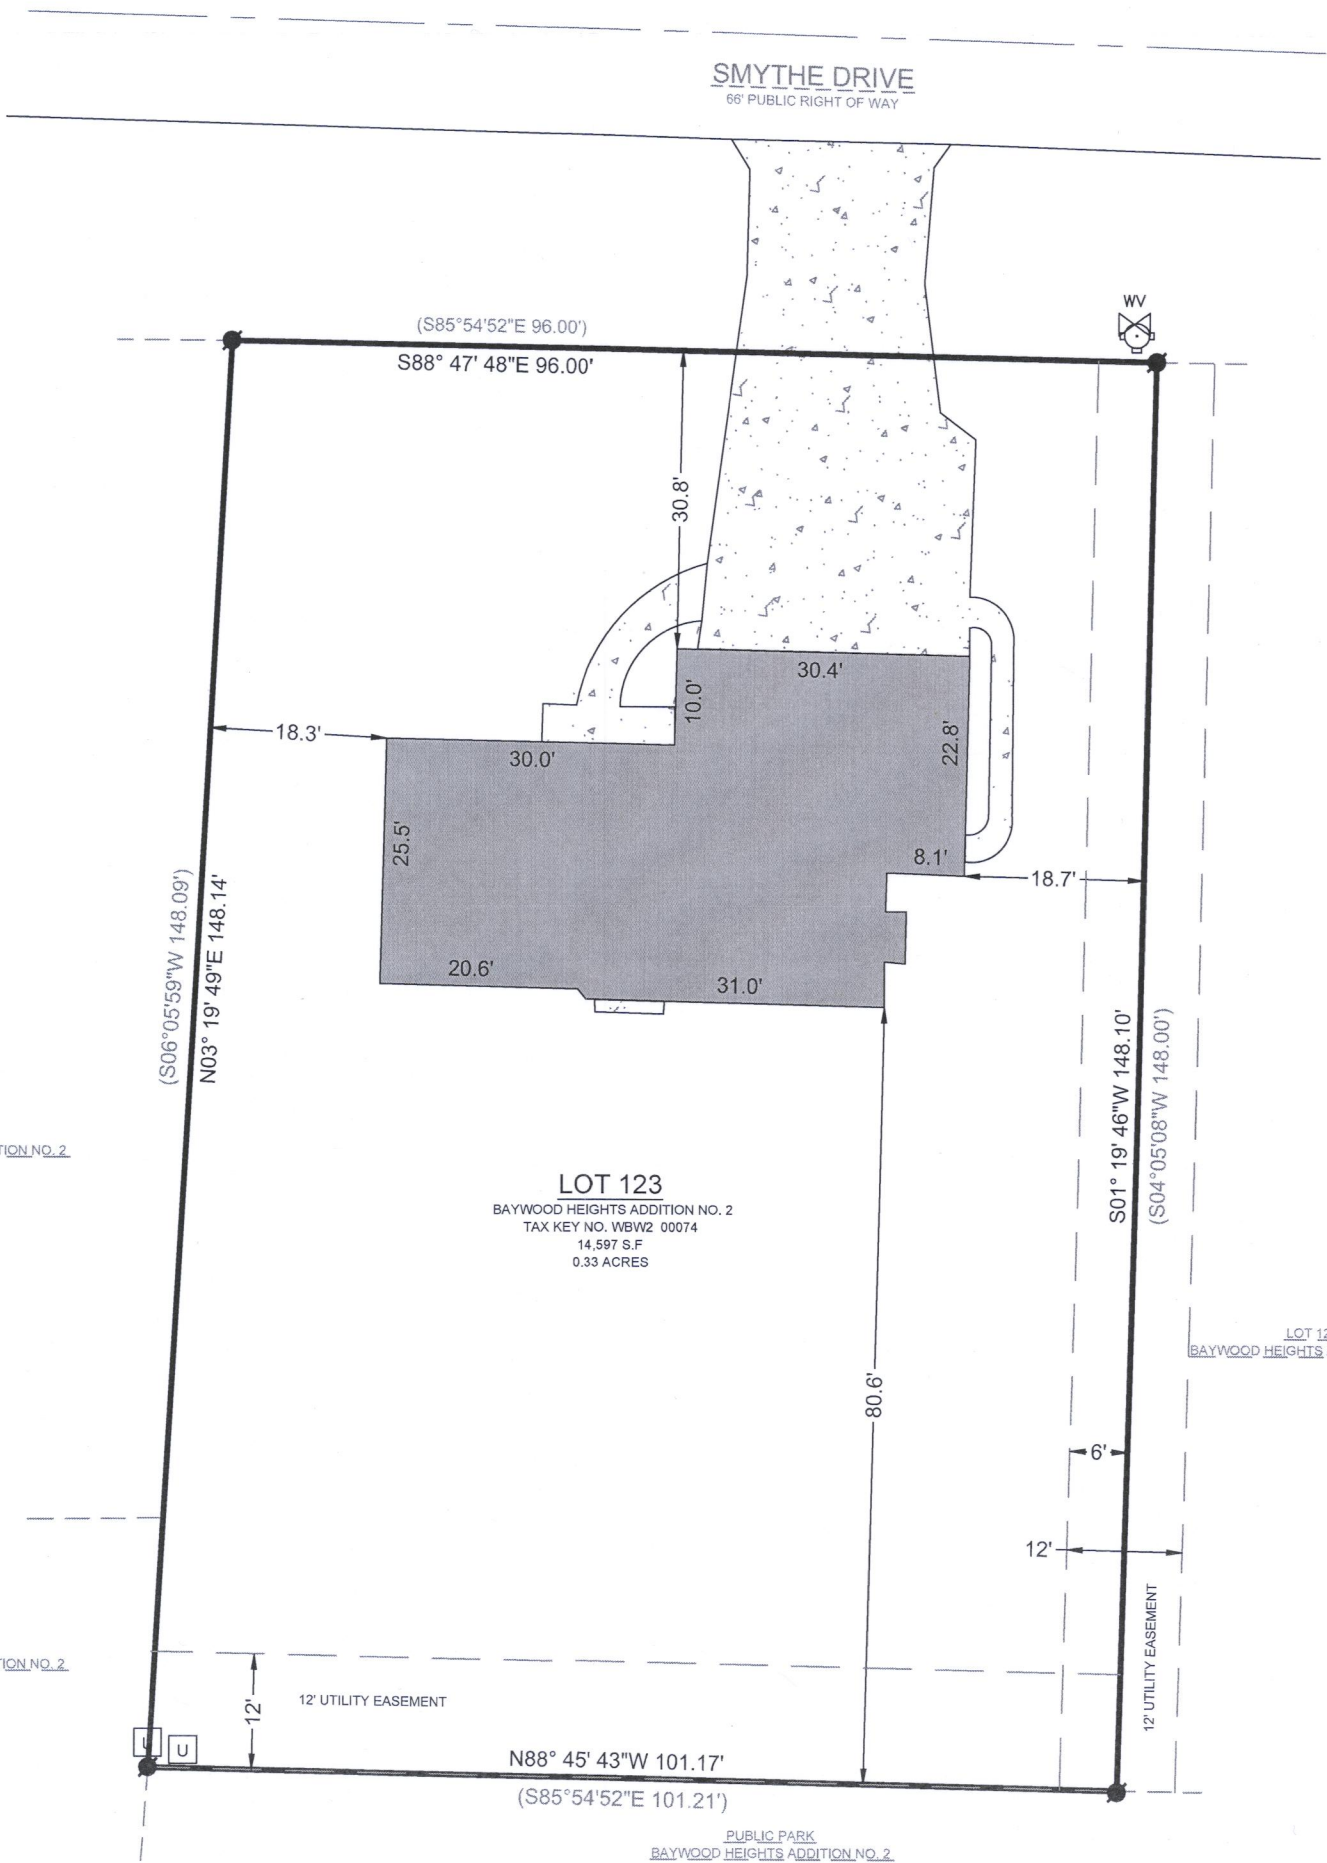 SMYTHE DRIVE
66' PUBLIC RIGHT OF WAY
WV
(S85°54'52"E 96.00')
S88° 47' 48"E 96.00'
30.8'
30.4'
10.0'
18.3'
30.0'
22.8'
25.5'
8.1'
18.7'
20.6'
31.0'
(S06°05'59"W 148.09')
N03° 19' 49"E 148.14'
S01° 19' 46"W 148.10'
(S04°05'08"W 148.00')
TION NO. 2
LOT 123
BAYWOOD HEIGHTS ADDITION NO. 2
TAX KEY NO. WBW2 00074
14,597 S.F
0.33 ACRES
LOT 12
BAYWOOD HEIGHTS
80.6'
6'
12'
12' UTILITY EASEMENT
TION NO. 2
12'
12' UTILITY EASEMENT
U
U
N88° 45' 43"W 101.17'
(S85°54'52"E 101.21')
PUBLIC PARK
BAYWOOD HEIGHTS ADDITION NO. 2